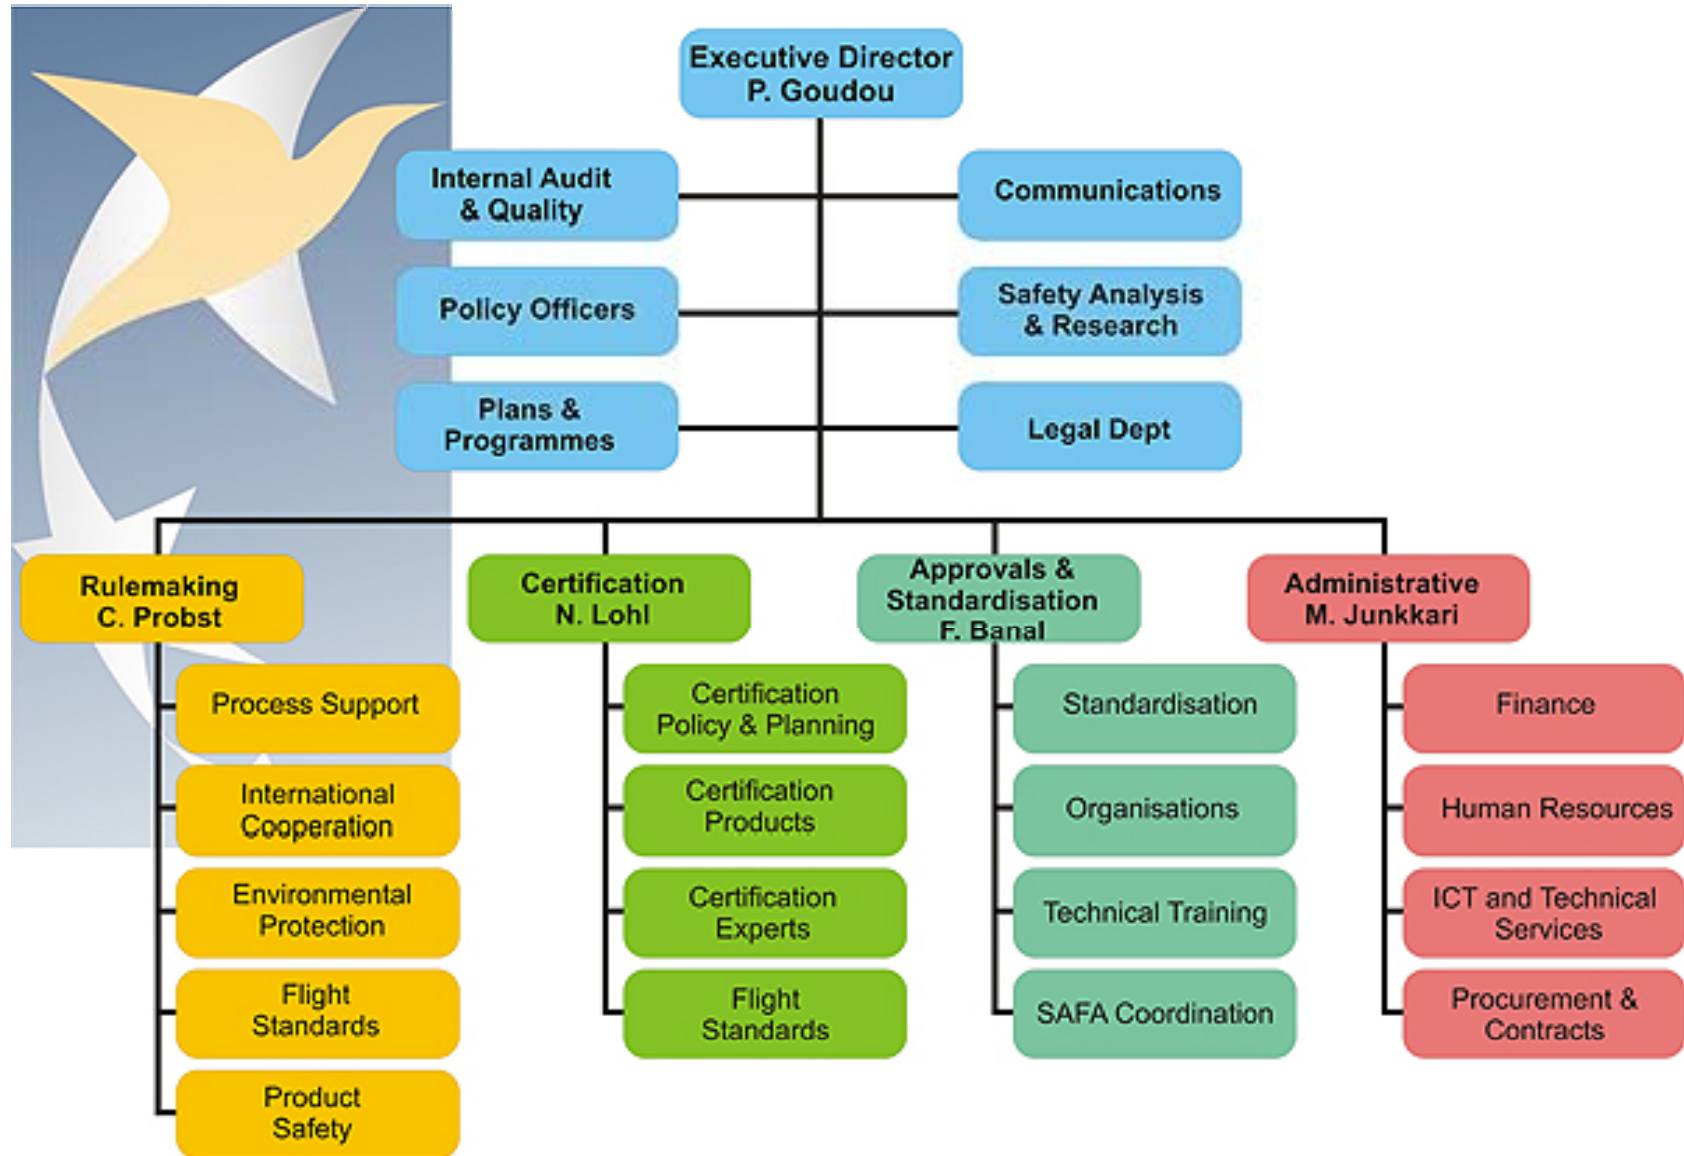 Executive Director
P. Goudou
Internal Audit
& Quality
Communications
Policy Officers
Safety Analysis
& Research
Plans &
Programmes
Legal Dept
Rulemaking
C. Probst
Process Support
International
Cooperation
Environmental
Protection
Flight
Standards
Product
Safety
Certification
N. Lohl
Certification
Policy & Planning
Certification
Products
Certification
Experts
Flight
Standards
Approvals &
Standardisation
F. Banal
Standardisation
Organisations
Technical Training
SAFA Coordination
Administrative
M. Junkkari
Finance
Human Resources
ICT and Technical
Services
Procurement &
Contracts